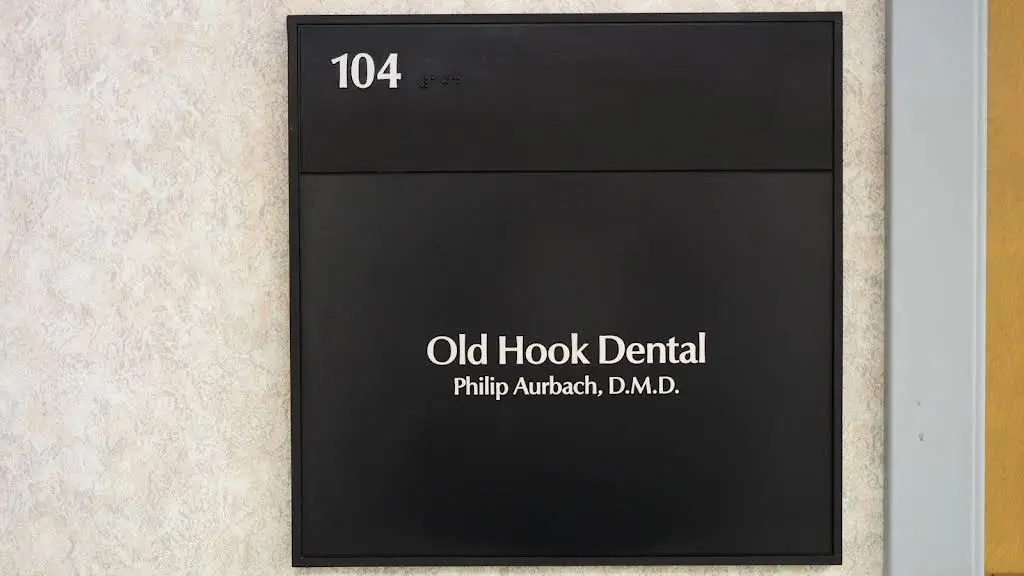 104
Old Hook Dental
Philip Aurbach, D.M.D.